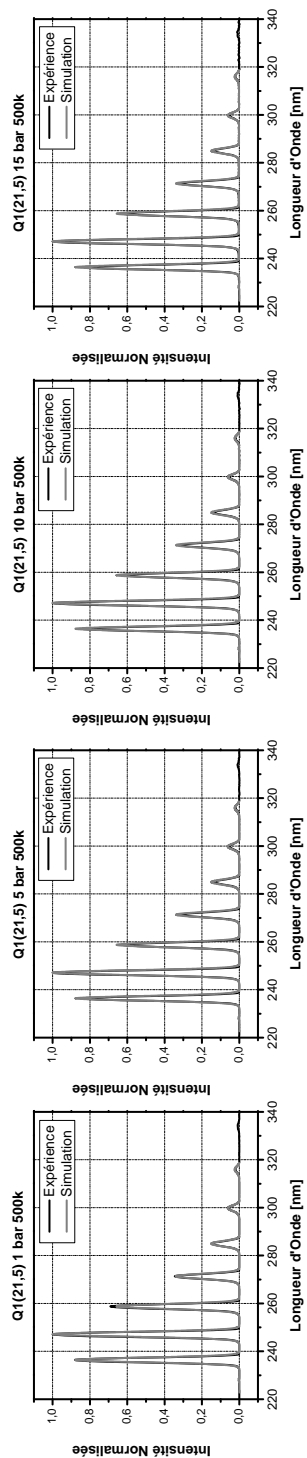 Q1(21,5) 1 bar 500k
Expérience
Simulation
Intensité Normalisée
1,0
0,8
0,6
0,4
0,2
0,0
220 240 260 280 300 320 340
Longueur d'Onde [nm]
Q1(21,5) 5 bar 500k
Expérience
Simulation
Intensité Normalisée
1,0
0,8
0,6
0,4
0,2
0,0
220 240 260 280 300 320 340
Longueur d'Onde [nm]
Q1(21,5) 10 bar 500k
Expérience
Simulation
Intensité Normalisée
1,0
0,8
0,6
0,4
0,2
0,0
220 240 260 280 300 320 340
Longueur d'Onde [nm]
Q1(21,5) 15 bar 500k
Expérience
Simulation
Intensité Normalisée
1,0
0,8
0,6
0,4
0,2
0,0
220 240 260 280 300 320 340
Longueur d'Onde [nm]